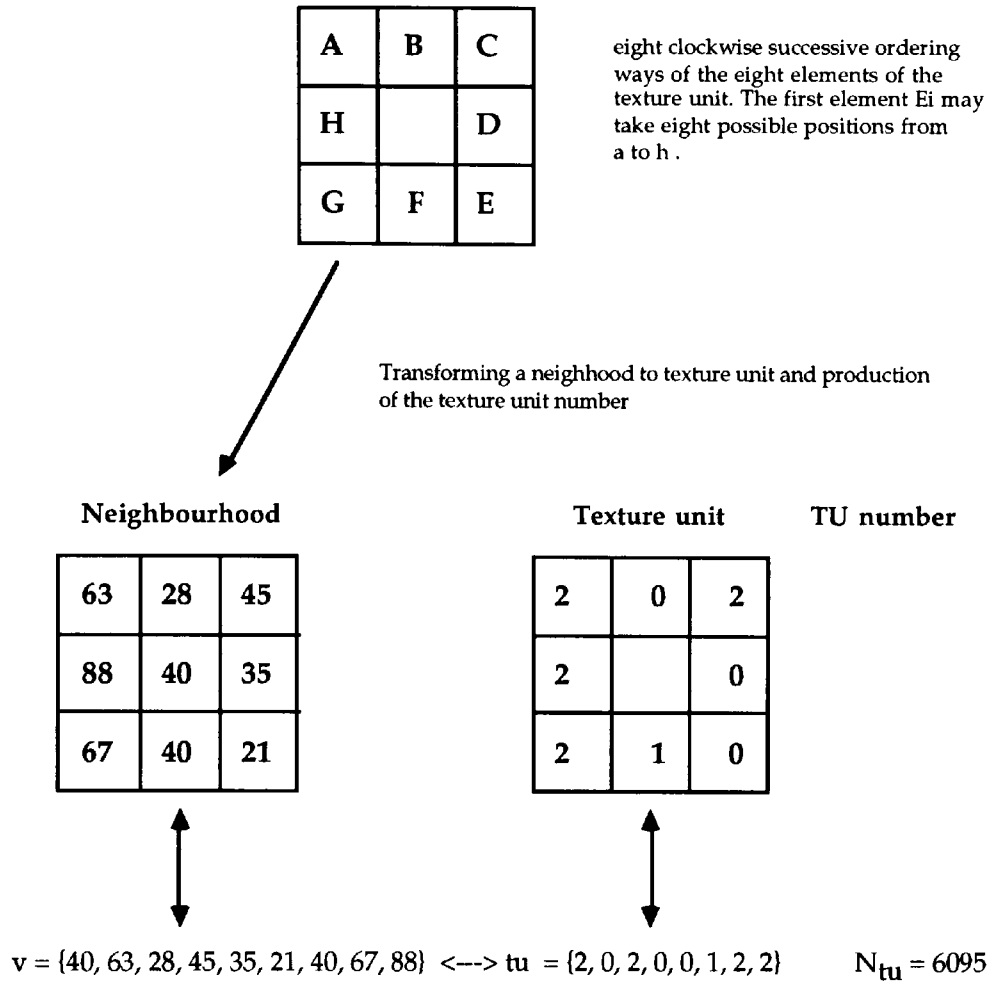 A B C
eight clockwise successive ordering
ways of the eight elements of the
texture unit. The first element Ei may
take eight possible positions from
a to h .
H D
G F E
Transforming a neighhood to texture unit and production
of the texture unit number
Neighbourhood
Texture unit
TU number
63 28 45
88 40 35
67 40 21
2 0 2
2 0
2 1 0
v = {40, 63, 28, 45, 35, 21, 40, 67, 88} <---> tu = {2, 0, 2, 0, 0, 1, 2, 2} Ntu = 6095